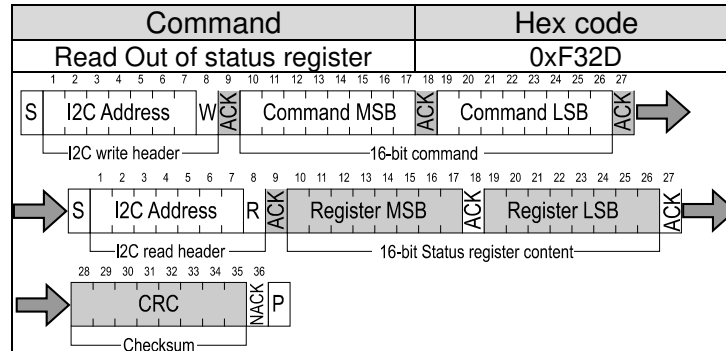 Command Hex code
Read Out of status register 0xF32D
1 2 3 4 5 6 7 8 9 10 11 12 13 14 15 16 17 18 19 20 21 22 23 24 25 26 27
S I2C Address W ACK Command MSB ACK Command LSB ACK
I2C write header 16-bit command
1 2 3 4 5 6 7 8 9 10 11 12 13 14 15 16 17 18 19 20 21 22 23 24 25 26 27
S I2C Address R ACK Register MSB ACK Register LSB ACK
I2C read header 16-bit Status register content
28 29 30 31 32 33 34 35 36
CRC NACK P
Checksum